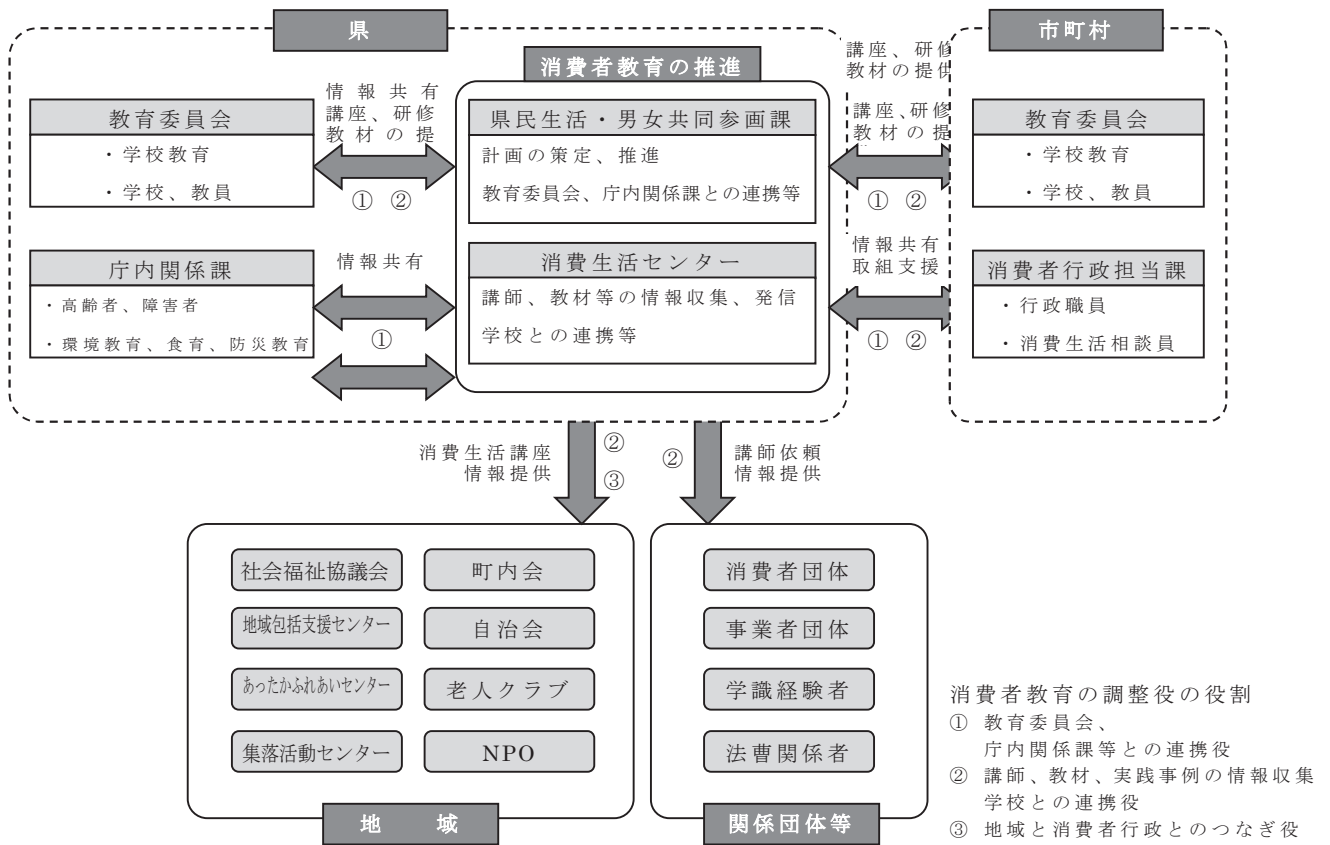 県
市町村
消費者教育の推進
教育委員会
・学校教育
・学校、教員
情報共有
講座、研修
教材の提
① ②
県民生活・男女共同参画課
計画の策定、推進
教育委員会、庁内関係課との連携等
講座、研修
教材の提供
講座、研修
教材の提
① ②
教育委員会
・学校教育
・学校、教員
庁内関係課
・高齢者、障害者
・環境教育、食育、防災教育
情報共有
①
消費生活センター
講師、教材等の情報収集、発信
学校との連携等
情報共有
取組支援
① ②
消費者行政担当課
・行政職員
・消費生活相談員
消費生活講座
情報提供
②
③
②
講師依頼
情報提供
社会福祉協議会
町内会
地域包括支援センター
自治会
あったかふれあいセンター
老人クラブ
集落活動センター
NPO
地 域
消費者団体
事業者団体
学識経験者
法曹関係者
関係団体等
消費者教育の調整役の役割
① 教育委員会、
庁内関係課等との連携役
② 講師、教材、実践事例の情報収集
学校との連携役
③ 地域と消費者行政とのつなぎ役